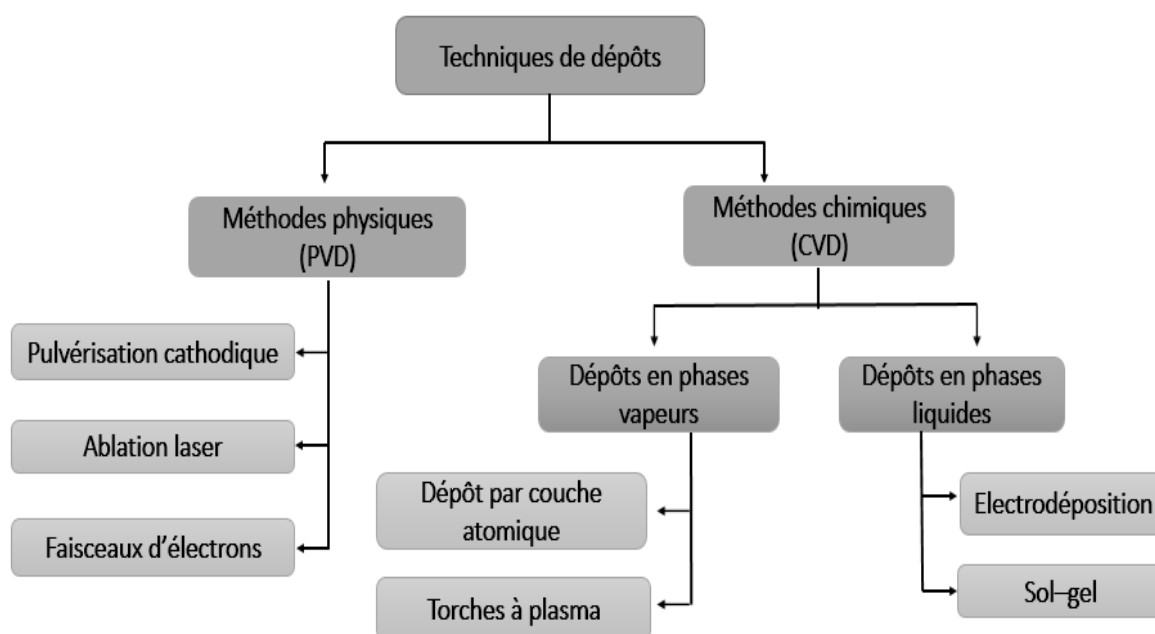 Techniques de dépôts
Méthodes physiques
(PVD)
Méthodes chimiques
(CVD)
Pulvérisation cathodique
Ablation laser
Faisceaux d'électrons
Dépôts en phases
vapeurs
Dépôts en phases
liquides
Dépôt par couche
atomique
Torches à plasma
Electrodéposition
Sol–gel